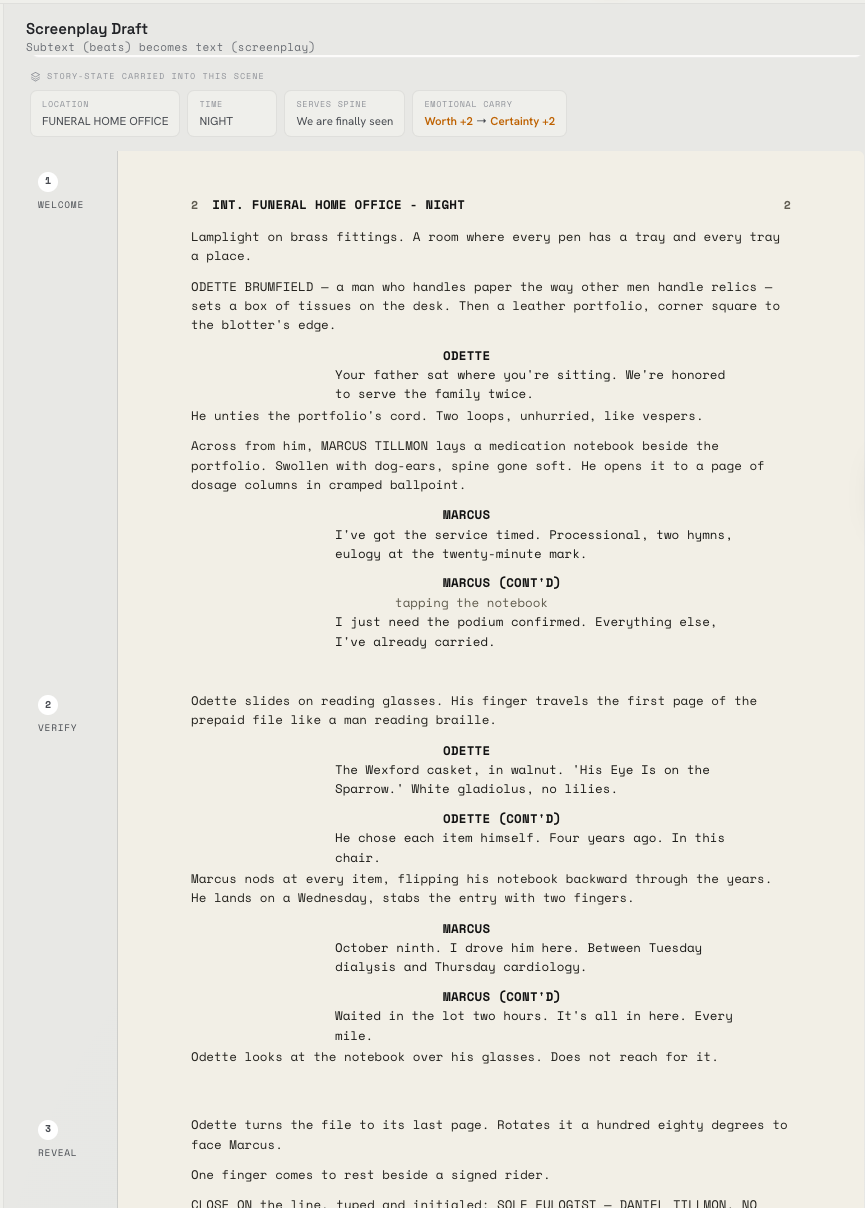 Screenplay Draft
Subtext (beats) becomes text (screenplay)
STORY-STATE CARRIED INTO THIS SCENE
LOCATION
FUNERAL HOME OFFICE
TIME
NIGHT
SERVES SPINE
We are finally seen
EMOTIONAL CARRY
Worth +2 → Certainty +2
1
WELCOME
2 INT. FUNERAL HOME OFFICE - NIGHT 2
Lamplight on brass fittings. A room where every pen has a tray and every tray
a place.
ODETTE BRUMFIELD — a man who handles paper the way other men handle relics —
sets a box of tissues on the desk. Then a leather portfolio, corner square to
the blotter's edge.
ODETTE
Your father sat where you're sitting. We're honored
to serve the family twice.
He unties the portfolio's cord. Two loops, unhurried, like vespers.
Across from him, MARCUS TILLMON lays a medication notebook beside the
portfolio. Swollen with dog-ears, spine gone soft. He opens it to a page of
dosage columns in cramped ballpoint.
MARCUS
I've got the service timed. Processional, two hymns,
eulogy at the twenty-minute mark.
MARCUS (CONT'D)
tapping the notebook
I just need the podium confirmed. Everything else,
I've already carried.
2
VERIFY
Odette slides on reading glasses. His finger travels the first page of the
prepaid file like a man reading braille.
ODETTE
The Wexford casket, in walnut. 'His Eye Is on the
Sparrow.' White gladiolus, no lilies.
ODETTE (CONT'D)
He chose each item himself. Four years ago. In this
chair.
Marcus nods at every item, flipping his notebook backward through the years.
He lands on a Wednesday, stabs the entry with two fingers.
MARCUS
October ninth. I drove him here. Between Tuesday
dialysis and Thursday cardiology.
MARCUS (CONT'D)
Waited in the lot two hours. It's all in here. Every
mile.
Odette looks at the notebook over his glasses. Does not reach for it.
3
REVEAL
Odette turns the file to its last page. Rotates it a hundred eighty degrees to
face Marcus.
One finger comes to rest beside a signed rider.
CLOSE ON the line, typed and initialed: SOLE EULOGIST — DANIEL TILLMON. NO